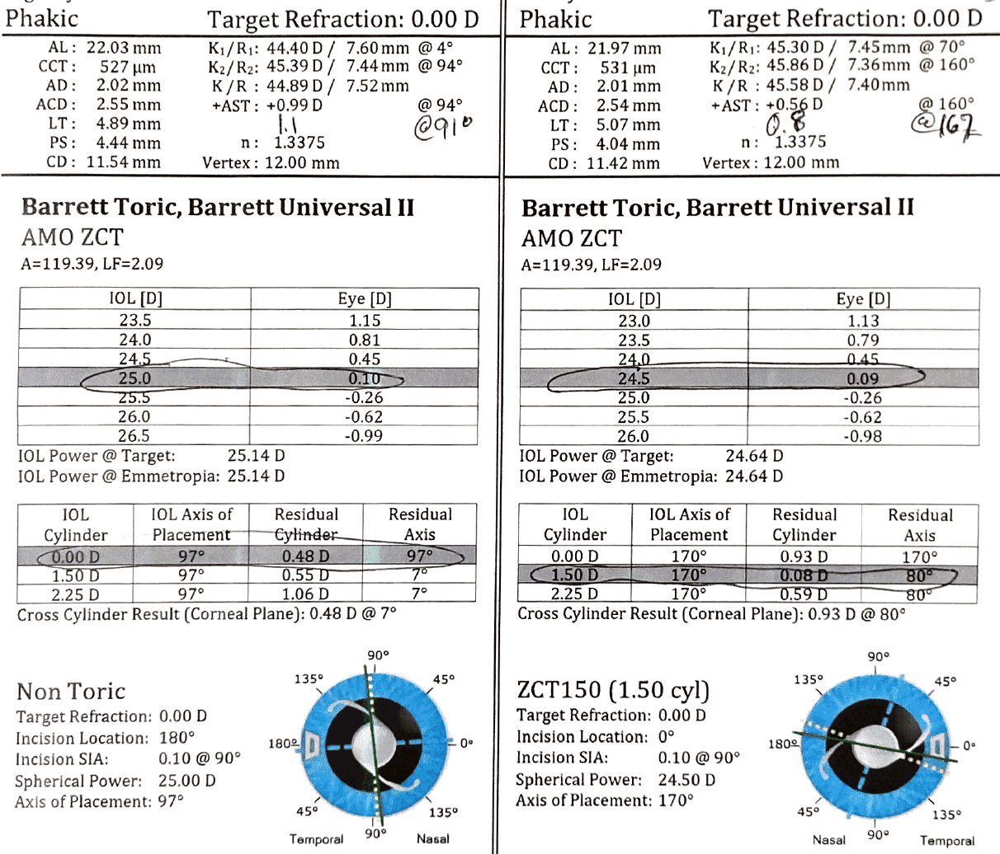 Phakic Target Refraction: 0.00 D
AL: 22.03 mm K1/R1: 44.40 D / 7.60 mm @ 4°
CCT: 527 µm K2/R2: 45.39 D / 7.44 mm @ 94°
AD: 2.02 mm K/R: 44.89 D / 7.52 mm
ACD: 2.55 mm +AST: +0.99 D @ 94°
LT: 4.89 mm 1.1 @91°
PS: 4.44 mm n: 1.3375
CD: 11.54 mm Vertex: 12.00 mm
Barrett Toric, Barrett Universal II
AMO ZCT
A=119.39, LF=2.09
IOL [D] Eye [D]
23.5 1.15
24.0 0.81
24.5 0.45
25.0 0.10
25.5 -0.26
26.0 -0.62
26.5 -0.99
IOL Power @ Target: 25.14 D
IOL Power @ Emmetropia: 25.14 D
IOL IOL Axis of Residual Residual
Cylinder Placement Cylinder Axis
0.00 D 97° 0.48 D 97°
1.50 D 97° 0.55 D 7°
2.25 D 97° 1.06 D 7°
Cross Cylinder Result (Corneal Plane): 0.48 D @ 7°
Non Toric
Target Refraction: 0.00 D
Incision Location: 180°
Incision SIA: 0.10 @ 90°
Spherical Power: 25.00 D
Axis of Placement: 97°
90°
135° 45°
180° 0°
45° 135°
90°
Temporal Nasal
Phakic Target Refraction: 0.00 D
AL: 21.97 mm K1/R1: 45.30 D / 7.45 mm @ 70°
CCT: 531 µm K2/R2: 45.86 D / 7.36 mm @ 160°
AD: 2.01 mm K/R : 45.58 D / 7.40 mm
ACD: 2.54 mm +AST : +0.56 D @ 160°
LT: 5.07 mm 0.8 @167
PS: 4.04 mm n: 1.3375
CD: 11.42 mm Vertex: 12.00 mm
Barrett Toric, Barrett Universal II
AMO ZCT
A=119.39, LF=2.09
IOL [D] Eye [D]
23.0 1.13
23.5 0.79
24.0 0.45
24.5 0.09
25.0 -0.26
25.5 -0.62
26.0 -0.98
IOL Power @ Target: 24.64 D
IOL Power @ Emmetropia: 24.64 D
IOL IOL Axis of Residual Residual
Cylinder Placement Cylinder Axis
0.00 D 170° 0.93 D 170°
1.50 D 170° 0.08 D 80°
2.25 D 170° 0.59 D 80°
Cross Cylinder Result (Corneal Plane): 0.93 D @ 80°
ZCT150 (1.50 cyl)
Target Refraction: 0.00 D
Incision Location: 0°
Incision SIA: 0.10 @ 90°
Spherical Power: 24.50 D
Axis of Placement: 170°
90°
135° 45°
180° 0°
45° 135°
90°
Nasal Temporal